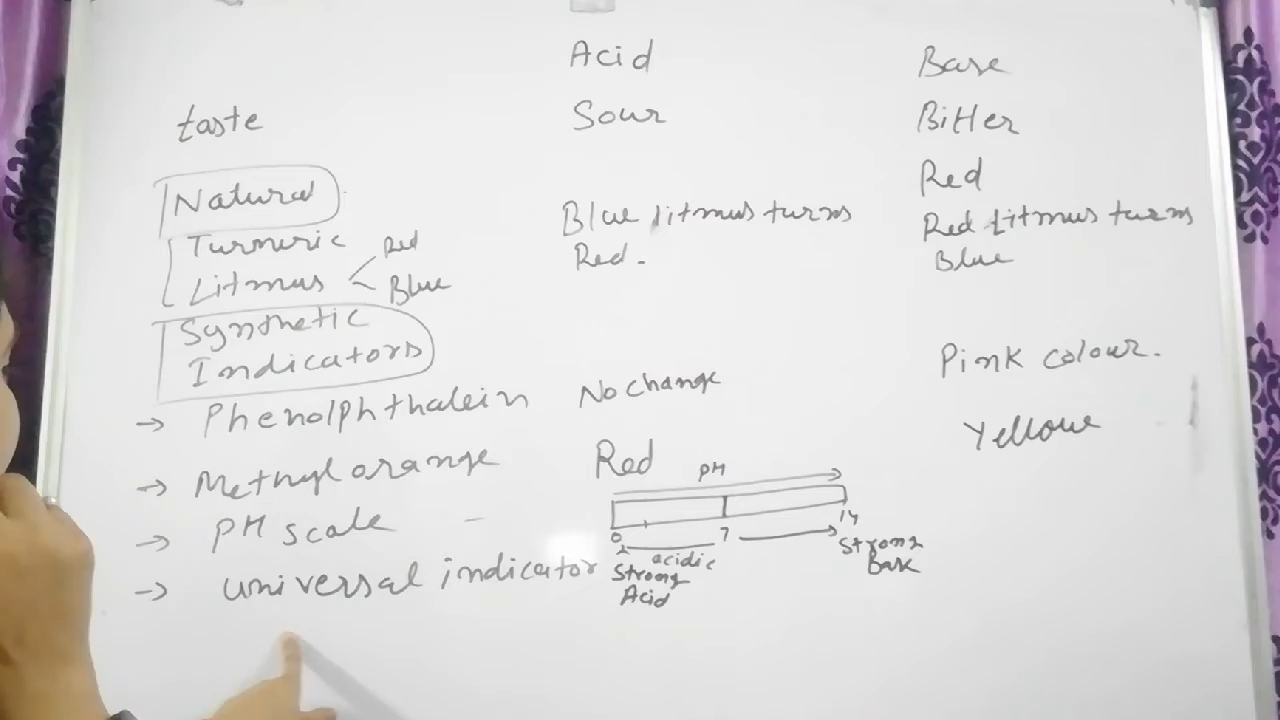 Acid Base
taste Sour Bitter
Natural Red
Turmeric Red Blue litmus turns Red litmus turns
Litmus Blue Red. Blue
Synthetic
Indicators Pink colour.
Phenolphthalein No change
→ Methyl orange Red Yellowe
→ PH scale
PH
0 7 14
2 acidic Strong
Strong Base
Acid
→ universal indicator